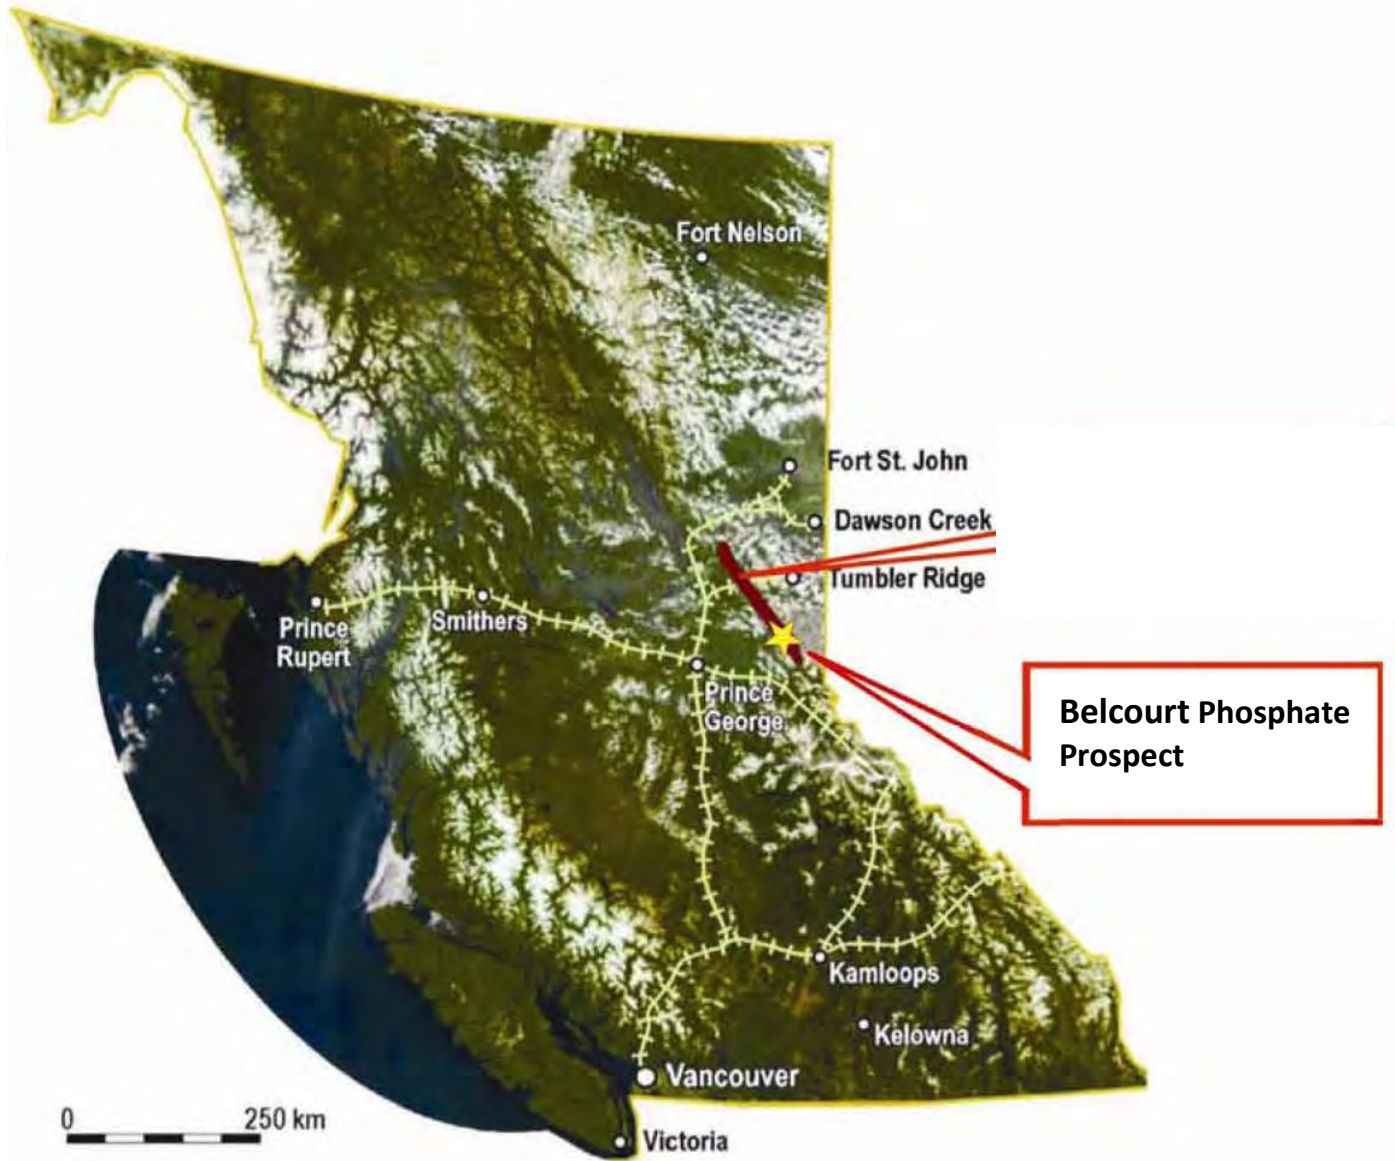 Fort Nelson
Fort St. John
Dawson Creek
Tumbler Ridge
Prince
Rupert
Smithers
Prince
George
Belcourt Phosphate
Prospect
Kamloops
Kelowna
Vancouver
0 250 km
Victoria